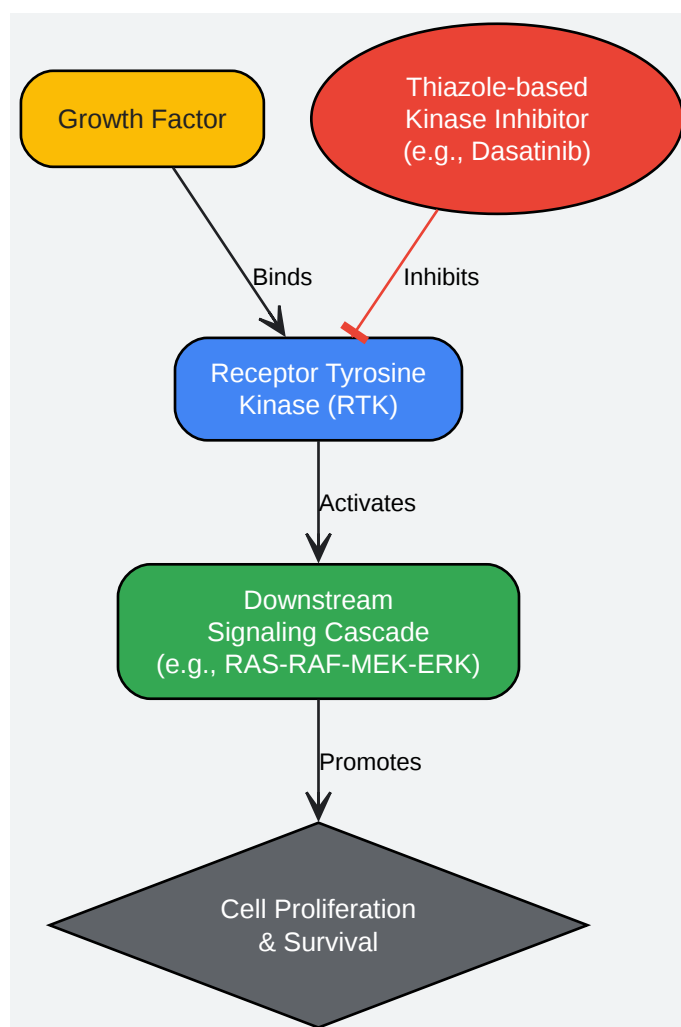 Growth Factor
Thiazole-based
Kinase Inhibitor
(e.g., Dasatinib)
Binds
Inhibits
Receptor Tyrosine
Kinase (RTK)
Activates
Downstream
Signaling Cascade
(e.g., RAS-RAF-MEK-ERK)
Promotes
Cell Proliferation
& Survival